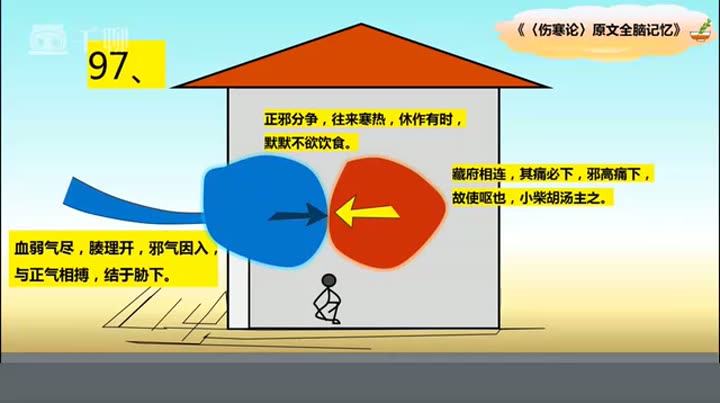 千聊
《〈伤寒论〉原文全脑记忆》
97、
正邪分争，往来寒热，休作有时，
默默不欲饮食。
藏府相连，其痛必下，邪高痛下，
故使呕也，小柴胡汤主之。
血弱气尽，腠理开，邪气因入，
与正气相搏，结于胁下。